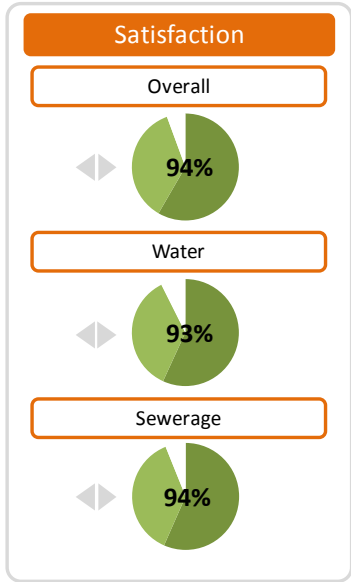 Satisfaction
Overall
94%
Water
93%
Sewerage
94%